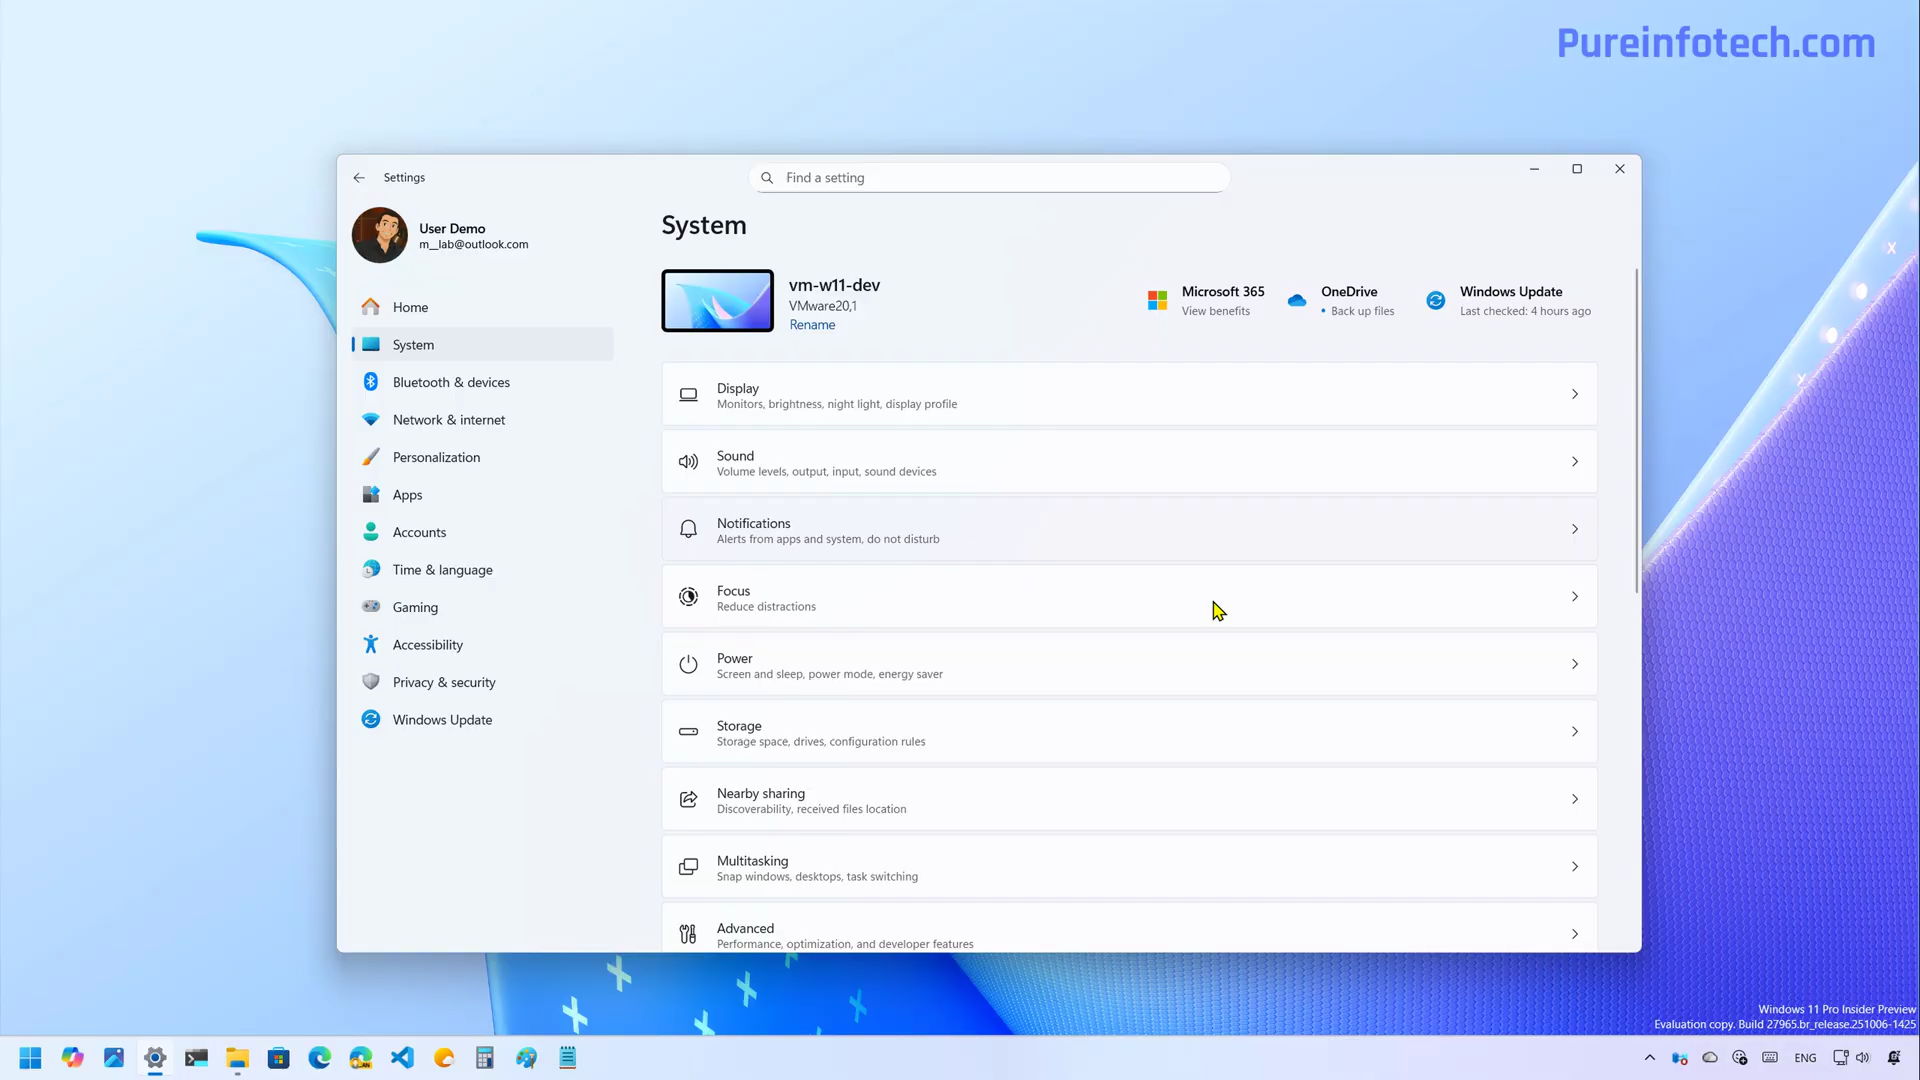 Pureinfotech.com
Settings
Find a setting
User Demo
m__lab@outlook.com
Home
System
Bluetooth & devices
Network & internet
Personalization
Apps
Accounts
Time & language
Gaming
Accessibility
Privacy & security
Windows Update
System
vm-w11-dev
VMware20,1
Rename
Microsoft 365
View benefits
OneDrive
• Back up files
Windows Update
Last checked: 4 hours ago
Display
Monitors, brightness, night light, display profile
Sound
Volume levels, output, input, sound devices
Notifications
Alerts from apps and system, do not disturb
Focus
Reduce distractions
Power
Screen and sleep, power mode, energy saver
Storage
Storage space, drives, configuration rules
Nearby sharing
Discoverability, received files location
Multitasking
Snap windows, desktops, task switching
Advanced
Performance, optimization, and developer features
Windows 11 Pro Insider Preview
Evaluation copy. Build 27965.br_release.251006-1425
ENG